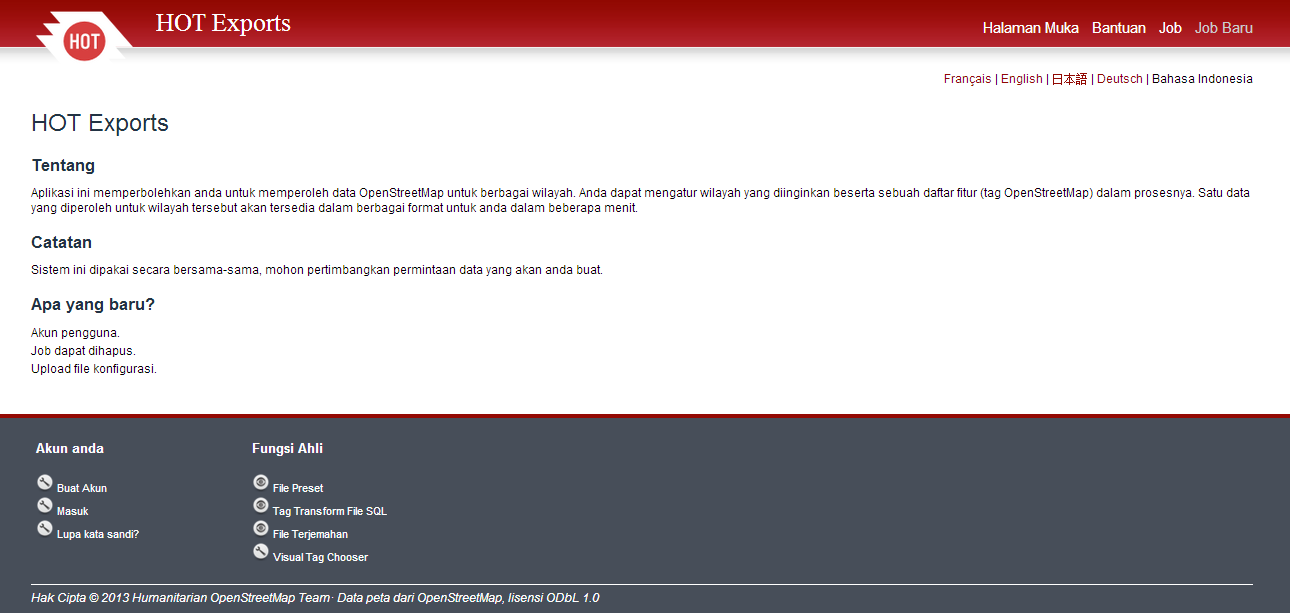 HOT
HOT Exports
Halaman Muka Bantuan Job Job Baru
Français | English | 日本語 | Deutsch | Bahasa Indonesia
HOT Exports
Tentang
Aplikasi ini memperbolehkan anda untuk memperoleh data OpenStreetMap untuk berbagai wilayah. Anda dapat mengatur wilayah yang diinginkan beserta sebuah daftar fitur (tag OpenStreetMap) dalam prosesnya. Satu data
yang diperoleh untuk wilayah tersebut akan tersedia dalam berbagai format untuk anda dalam beberapa menit.
Catatan
Sistem ini dipakai secara bersama-sama, mohon pertimbangkan permintaan data yang akan anda buat.
Apa yang baru?
Akun pengguna.
Job dapat dihapus.
Upload file konfigurasi.
Akun anda
Buat Akun
Masuk
Lupa kata sandi?
Fungsi Ahli
File Preset
Tag Transform File SQL
File Terjemahan
Visual Tag Chooser
Hak Cipta © 2013 Humanitarian OpenStreetMap Team · Data peta dari OpenStreetMap, lisensi ODbL 1.0